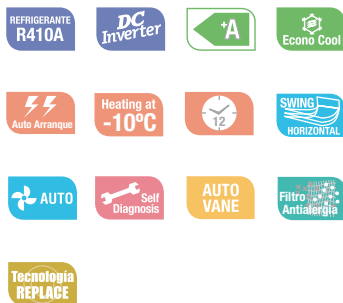 REFRIGERANTE
R410A
DC
Inverter
+A
Econo Cool
Auto Arranque
Heating at
-10ºC
12
SWING
HORIZONTAL
AUTO
Self
Diagnosis
AUTO
VANE
Filtro
Antialergia
Tecnología
REPLACE